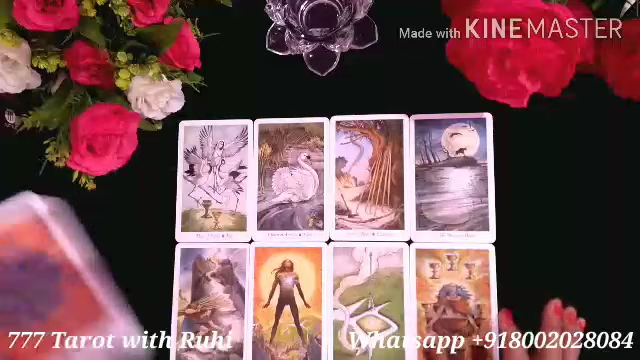 Made with KINEMASTER
777 Tarot with Ruhi
Whatsapp +918002028084